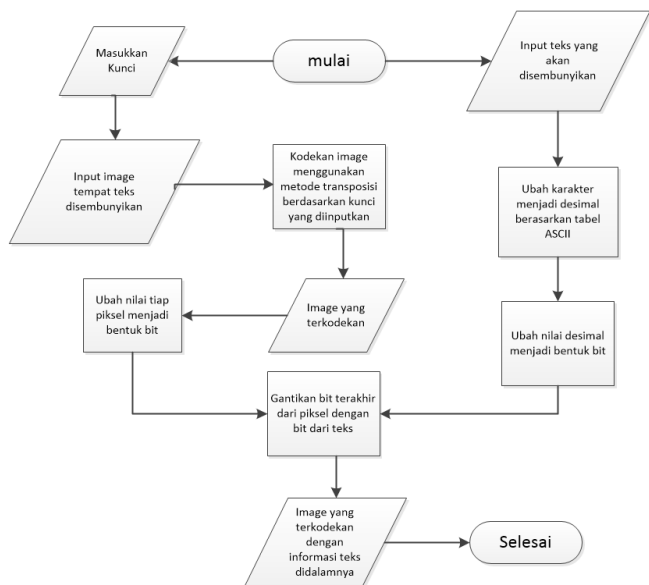 Masukkan
Kunci
mulai
Input teks yang
akan
disembunyikan
Input image
tempat teks
disembunyikan
Kodekan image
menggunakan
metode transposisi
berdasarkan kunci
yang diinputkan
Ubah karakter
menjadi desimal
berasarkan tabel
ASCII
Ubah nilai tiap
piksel menjadi
bentuk bit
Image yang
terkodekan
Ubah nilai desimal
menjadi bentuk bit
Gantikan bit terakhir
dari piksel dengan
bit dari teks
Image yang
terkodekan
dengan
informasi teks
didalamnya
Selesai